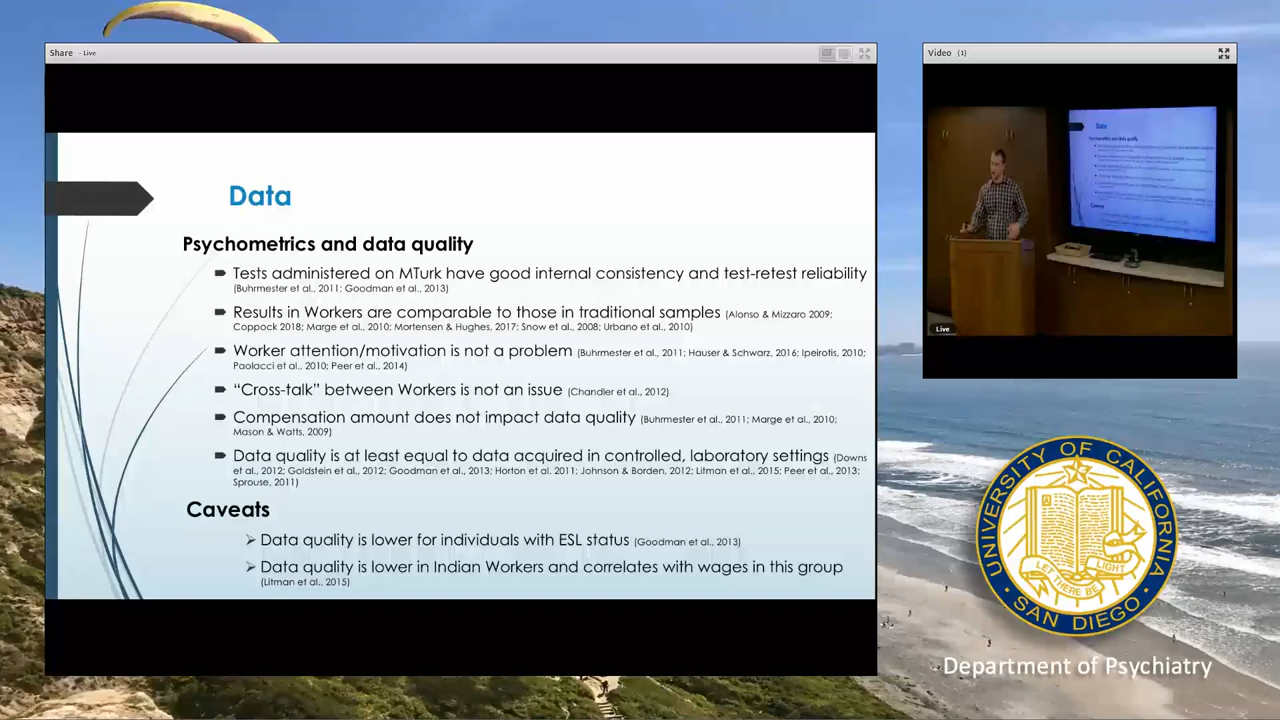 Share - Live
Video (1)
Data
Psychometrics and data quality
Tests administered on MTurk have good internal consistency and test-retest reliability
(Buhrmester et al., 2011; Goodman et al., 2013)
Results in Workers are comparable to those in traditional samples (Alonso & Mizzaro 2009;
Coppock 2018; Marge et al., 2010; Mortensen & Hughes, 2017; Snow et al., 2008; Urbano et al., 2010)
Worker attention/motivation is not a problem (Buhrmester et al., 2011; Hauser & Schwarz, 2016; Ipeirotis, 2010;
Paolacci et al., 2010; Peer et al., 2014)
“Cross-talk” between Workers is not an issue (Chandler et al., 2012)
Compensation amount does not impact data quality (Buhrmester et al., 2011; Marge et al., 2010;
Mason & Watts, 2009)
Data quality is at least equal to data acquired in controlled, laboratory settings (Downs
et al., 2012; Goldstein et al., 2012; Goodman et al., 2013; Horton et al. 2011; Johnson & Borden, 2012; Litman et al., 2015; Peer et al., 2013;
Sprouse, 2011)
Caveats
Data quality is lower for individuals with ESL status (Goodman et al., 2013)
Data quality is lower in Indian Workers and correlates with wages in this group
(Litman et al., 2015)
Data
Psychometrics and data quality
Caveats
Live
UNIVERSITY OF CALIFORNIA
SAN DIEGO
LET THERE BE LIGHT
A
Department of Psychiatry